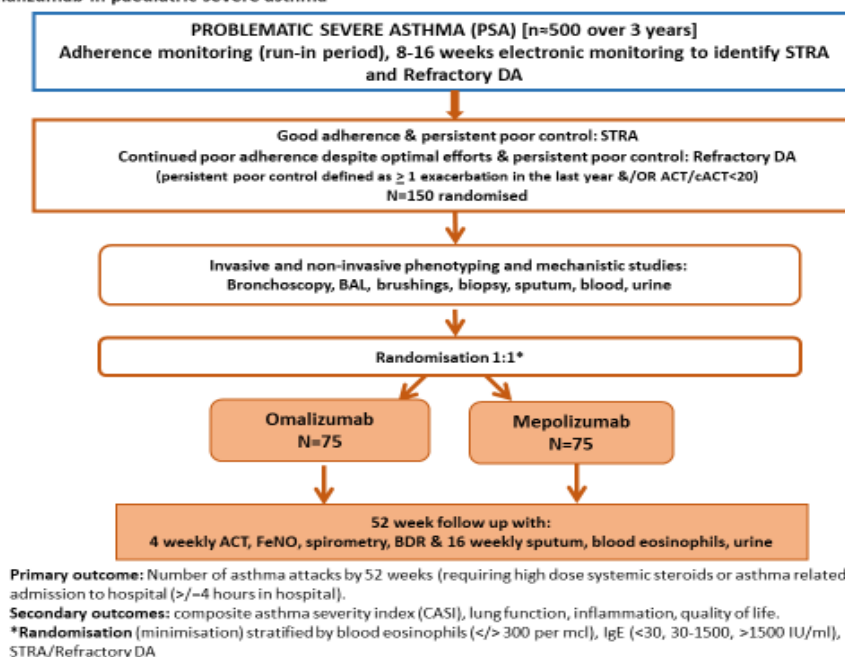 PROBLEMATIC SEVERE ASTHMA (PSA) [n≈500 over 3 years]
Adherence monitoring (run-in period), 8-16 weeks electronic monitoring to identify STRA
and Refractory DA
Good adherence & persistent poor control: STRA
Continued poor adherence despite optimal efforts & persistent poor control: Refractory DA
(persistent poor control defined as ≥ 1 exacerbation in the last year &/OR ACT/cACT<20)
N=150 randomised
Invasive and non-invasive phenotyping and mechanistic studies:
Bronchoscopy, BAL, brushings, biopsy, sputum, blood, urine
Randomisation 1:1*
Omalizumab
N=75
Mepolizumab
N=75
52 week follow up with:
4 weekly ACT, FeNO, spirometry, BDR & 16 weekly sputum, blood eosinophils, urine
Primary outcome: Number of asthma attacks by 52 weeks (requiring high dose systemic steroids or asthma related
admission to hospital (>/−4 hours in hospital).
Secondary outcomes: composite asthma severity index (CASI), lung function, inflammation, quality of life.
*Randomisation (minimisation) stratified by blood eosinophils (</> 300 per mcl), IgE (<30, 30-1500, >1500 IU/ml),
STRA/Refractory DA